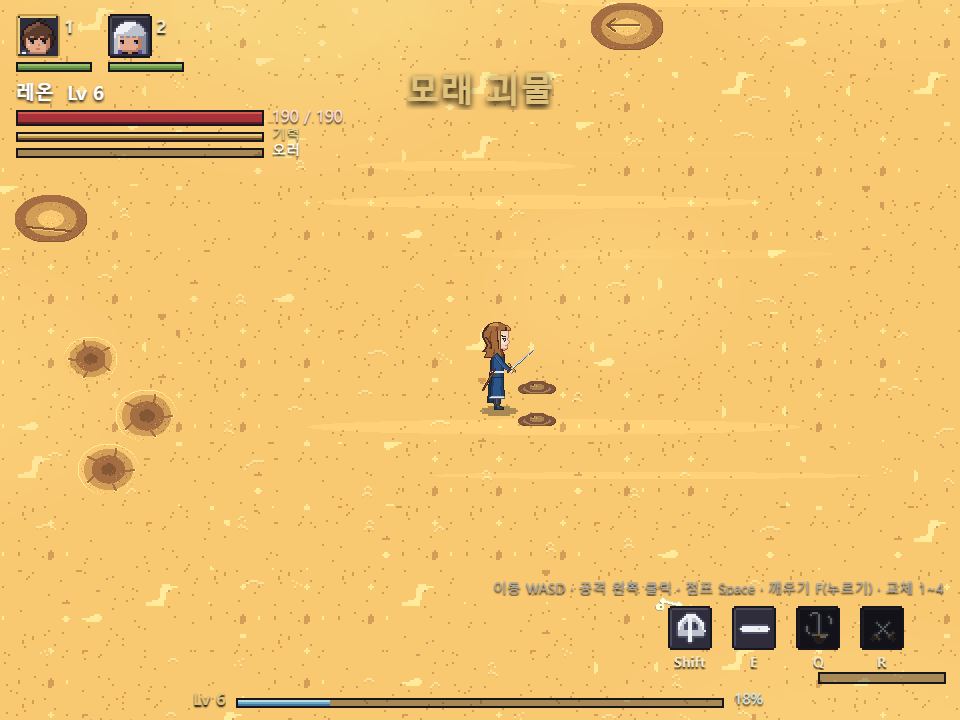 1
2
모래 괴물
레온 Lv 6
190 / 190
기력
오러
이동 WASD · 공격 왼쪽 클릭 · 점프 Space · 깨우기 F(누르기) · 교체 1~4
Shift
E
Q
R
Lv 6
18%